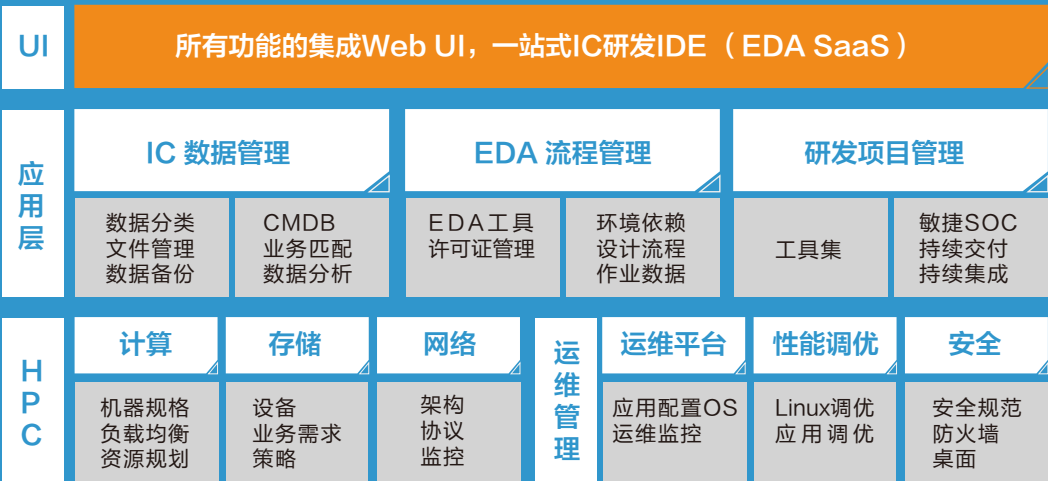 UI
所有功能的集成Web UI，一站式IC研发IDE（EDA SaaS）
应
用
层
IC 数据管理
数据分类
文件管理
数据备份
CMDB
业务匹配
数据分析
EDA 流程管理
EDA工具
许可证管理
环境依赖
设计流程
作业数据
研发项目管理
工具集
敏捷SOC
持续交付
持续集成
H
P
C
计算
机器规格
负载均衡
资源规划
存储
设备
业务需求
策略
网络
架构
协议
监控
运
维
管
理
运维平台
应用配置OS
运维监控
性能调优
Linux调优
应用调优
安全
安全规范
防火墙
桌面